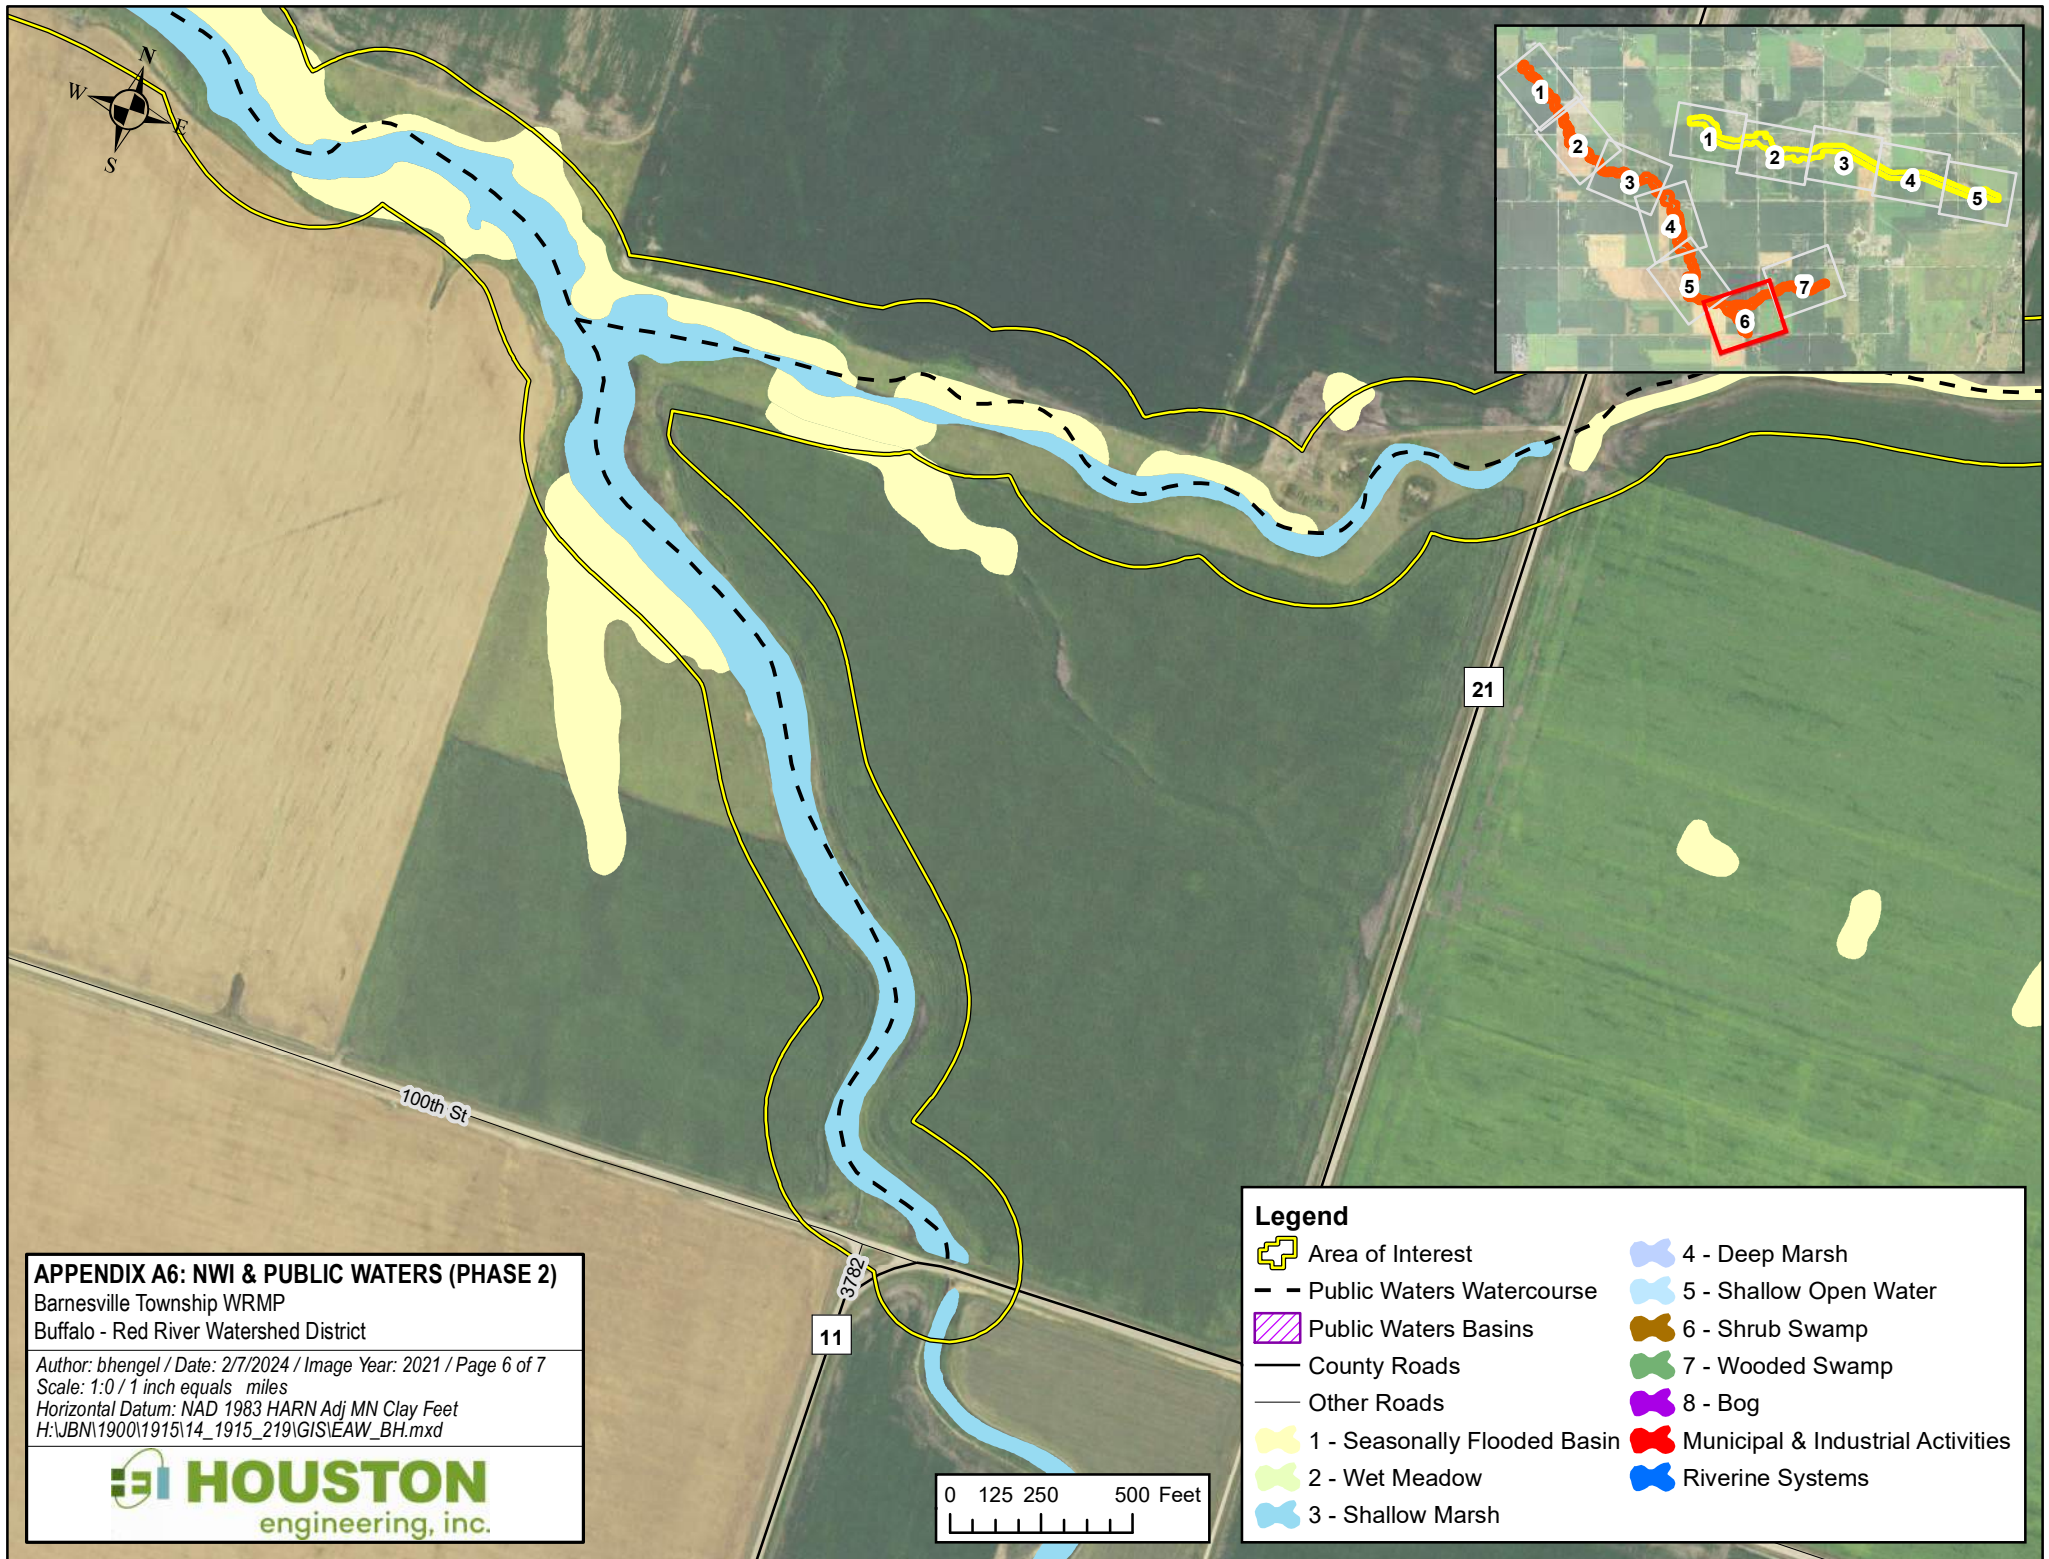 N
W
E
S
1
2
3
4
5
6
7
1
2
3
4
5
21
100th St
3782
11
APPENDIX A6: NWI & PUBLIC WATERS (PHASE 2)
Barnesville Township WRMP
Buffalo - Red River Watershed District
Author: bhengel / Date: 2/7/2024 / Image Year: 2021 / Page 6 of 7
Scale: 1:0 / 1 inch equals miles
Horizontal Datum: NAD 1983 HARN Adj MN Clay Feet
H:\JBN\1900\1915\14_1915_219\GIS\EAW_BH.mxd
HOUSTON
engineering, inc.
0 125 250 500 Feet
Legend
Area of Interest
Public Waters Watercourse
Public Waters Basins
County Roads
Other Roads
1 - Seasonally Flooded Basin
2 - Wet Meadow
3 - Shallow Marsh
4 - Deep Marsh
5 - Shallow Open Water
6 - Shrub Swamp
7 - Wooded Swamp
8 - Bog
Municipal & Industrial Activities
Riverine Systems